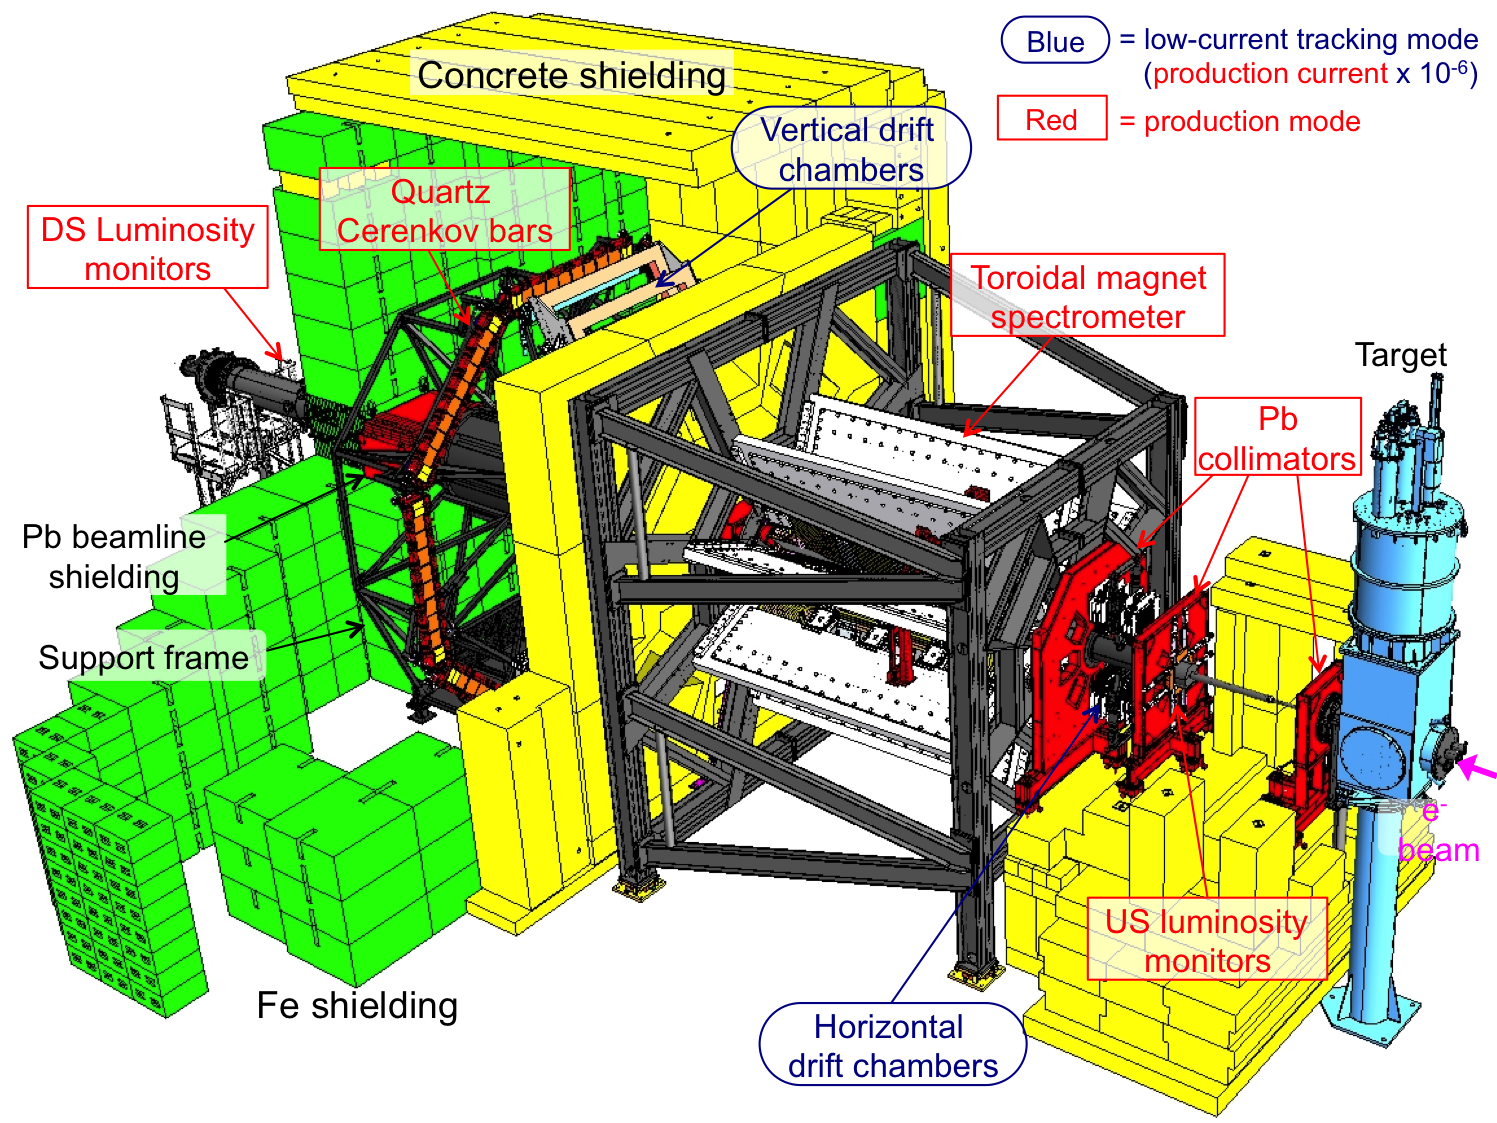 Blue = low-current tracking mode
(production current x 10⁻⁶)
Red = production mode
Concrete shielding
Vertical drift
chambers
Quartz
Cerenkov bars
DS Luminosity
monitors
Toroidal magnet
spectrometer
Target
Pb
collimators
Pb beamline
shielding
Support frame
e⁻
beam
US luminosity
monitors
Fe shielding
Horizontal
drift chambers